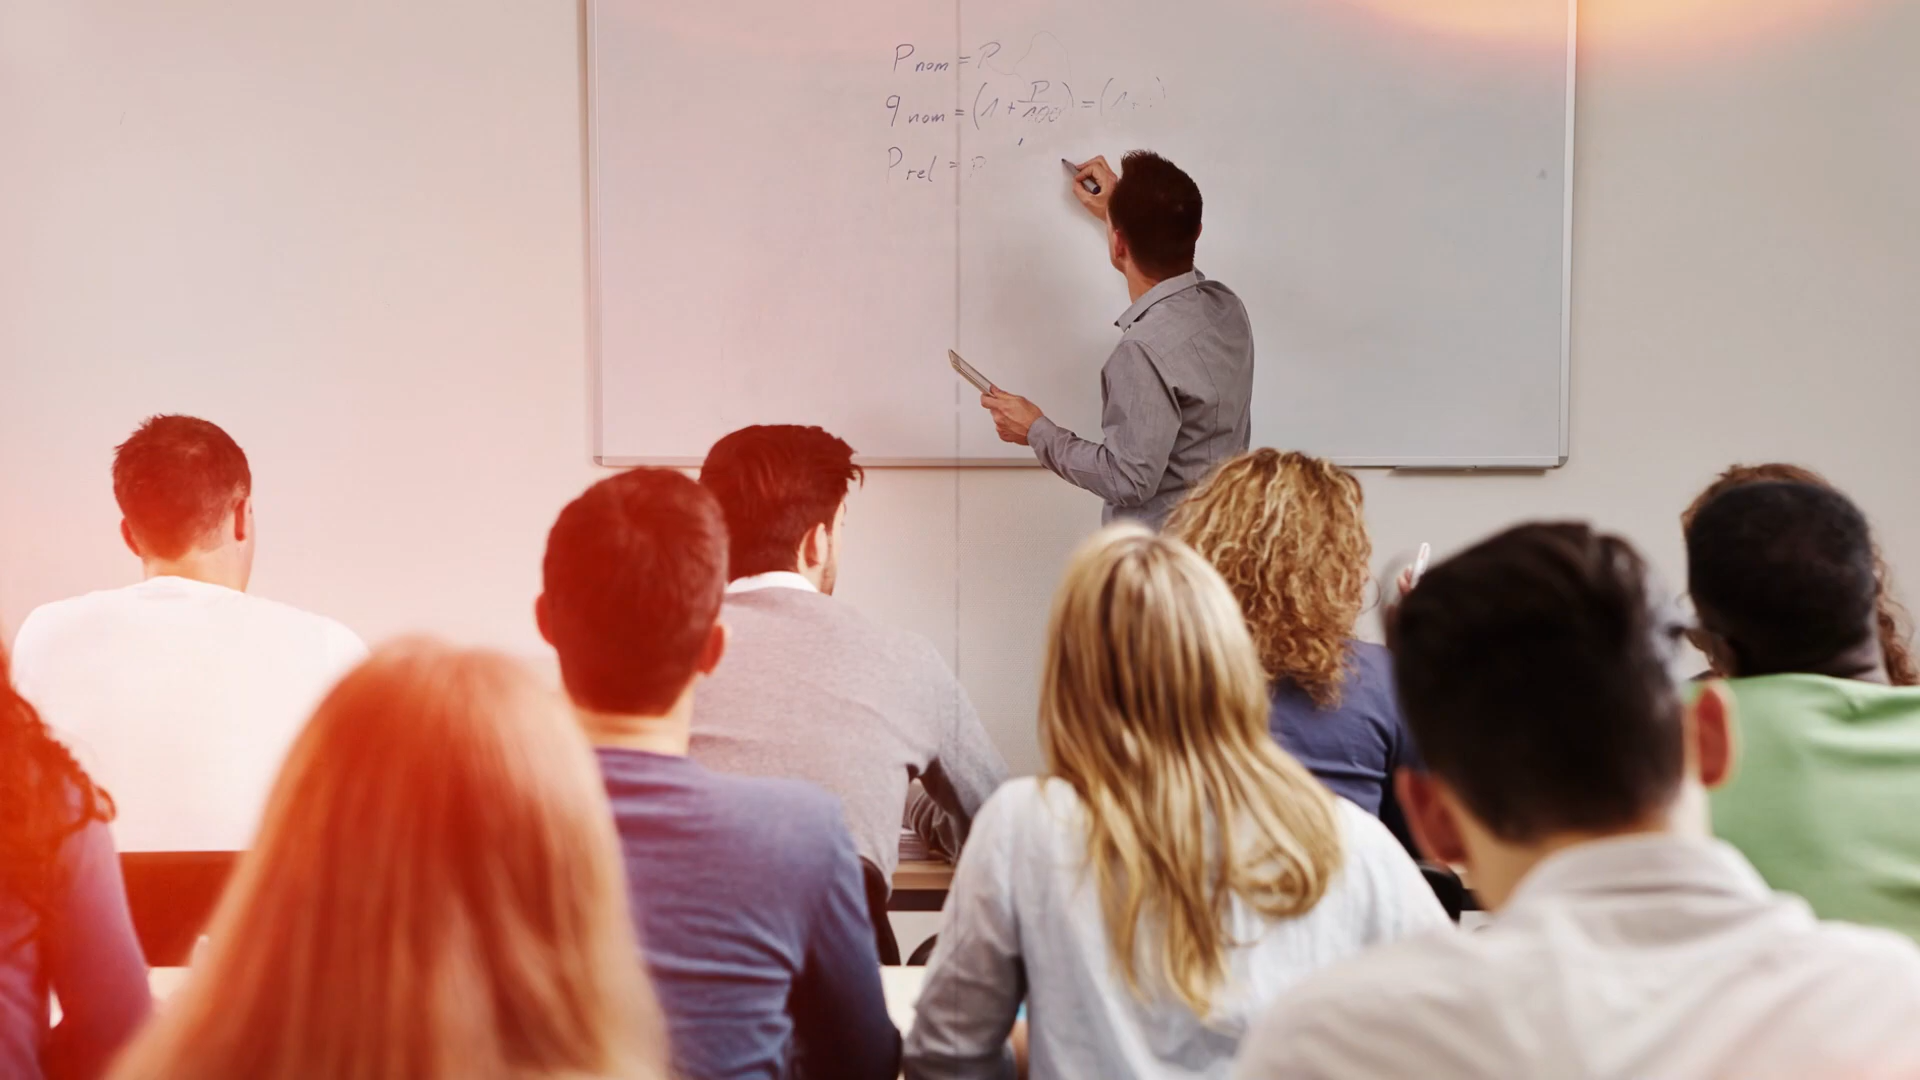 P nom = P
q nom = (1 + P/100) = (1+
P rel = P